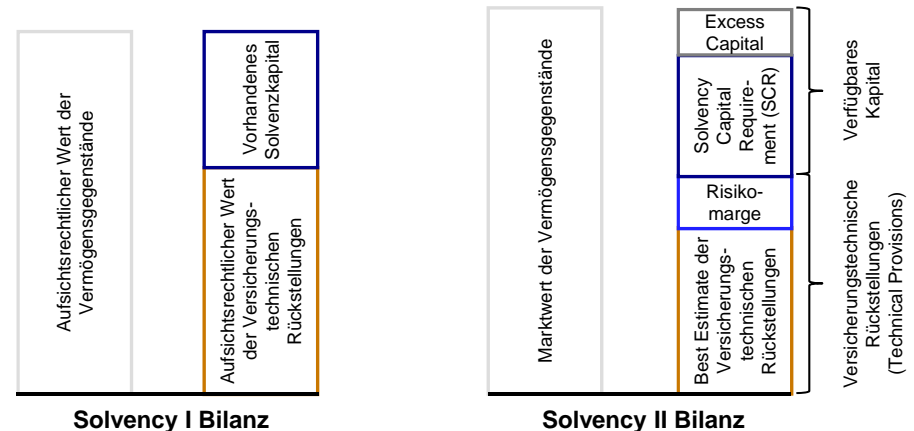 Aufsichtsrechtlicher Wert der
Vermögensgegenstände
Vorhandenes
Solvenzkapital
Aufsichtsrechtlicher Wert
der Versicherungs-
technischen
Rückstellungen
Solvency I Bilanz
Marktwert der Vermögensgegenstände
Excess
Capital
Solvency
Capital
Require-
ment (SCR)
Risiko-
marge
Best Estimate der
Versicherungs-
technischen
Rückstellungen
Verfügbares
Kapital
Versicherungstechnische
Rückstellungen
(Technical Provisions)
Solvency II Bilanz